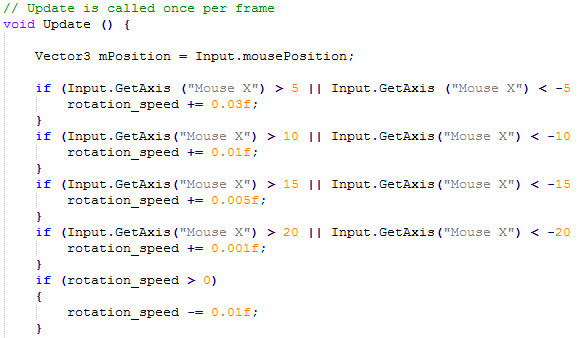 // Update is called once per frame
void Update () {
Vector3 mPosition = Input.mousePosition;
if (Input.GetAxis ("Mouse X") > 5 || Input.GetAxis ("Mouse X") < -5
rotation_speed += 0.03f;
}
if (Input.GetAxis("Mouse X") > 10 || Input.GetAxis("Mouse X") < -10
rotation_speed += 0.01f;
}
if (Input.GetAxis("Mouse X") > 15 || Input.GetAxis("Mouse X") < -15
rotation_speed += 0.005f;
}
if (Input.GetAxis("Mouse X") > 20 || Input.GetAxis("Mouse X") < -20
rotation_speed += 0.001f;
}
if (rotation_speed > 0)
{
rotation_speed -= 0.01f;
}